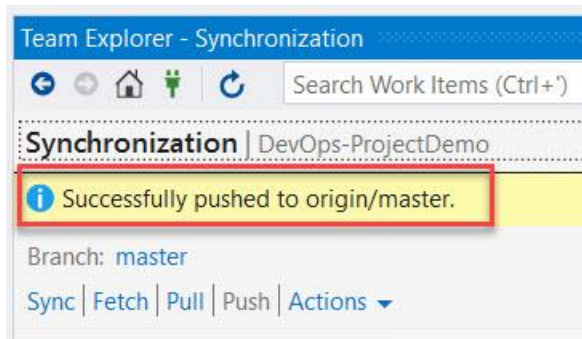 Team Explorer - Synchronization
Search Work Items (Ctrl+')
Synchronization | DevOps-ProjectDemo
Successfully pushed to origin/master.
Branch: master
Sync | Fetch | Pull | Push | Actions